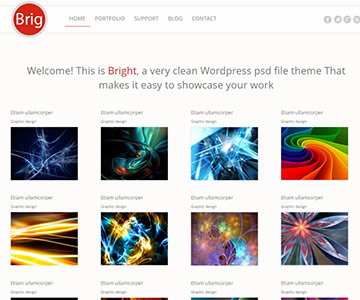 Brig
HOME PORTFOLIO SUPPORT BLOG CONTACT
Welcome! This is Bright, a very clean Wordpress psd file theme That
makes it easy to showcase your work
Etiam ullamcorper Etiam ullamcorper Etiam ullamcorper Etiam ullamcorper
Graphic design Graphic design Graphic design Graphic design
Etiam ullamcorper Etiam ullamcorper Etiam ullamcorper Etiam ullamcorper
Graphic design Graphic design Graphic design Graphic design
Etiam ullamcorper Etiam ullamcorper Etiam ullamcorper Etiam ullamcorper
Graphic design Graphic design Graphic design Graphic design